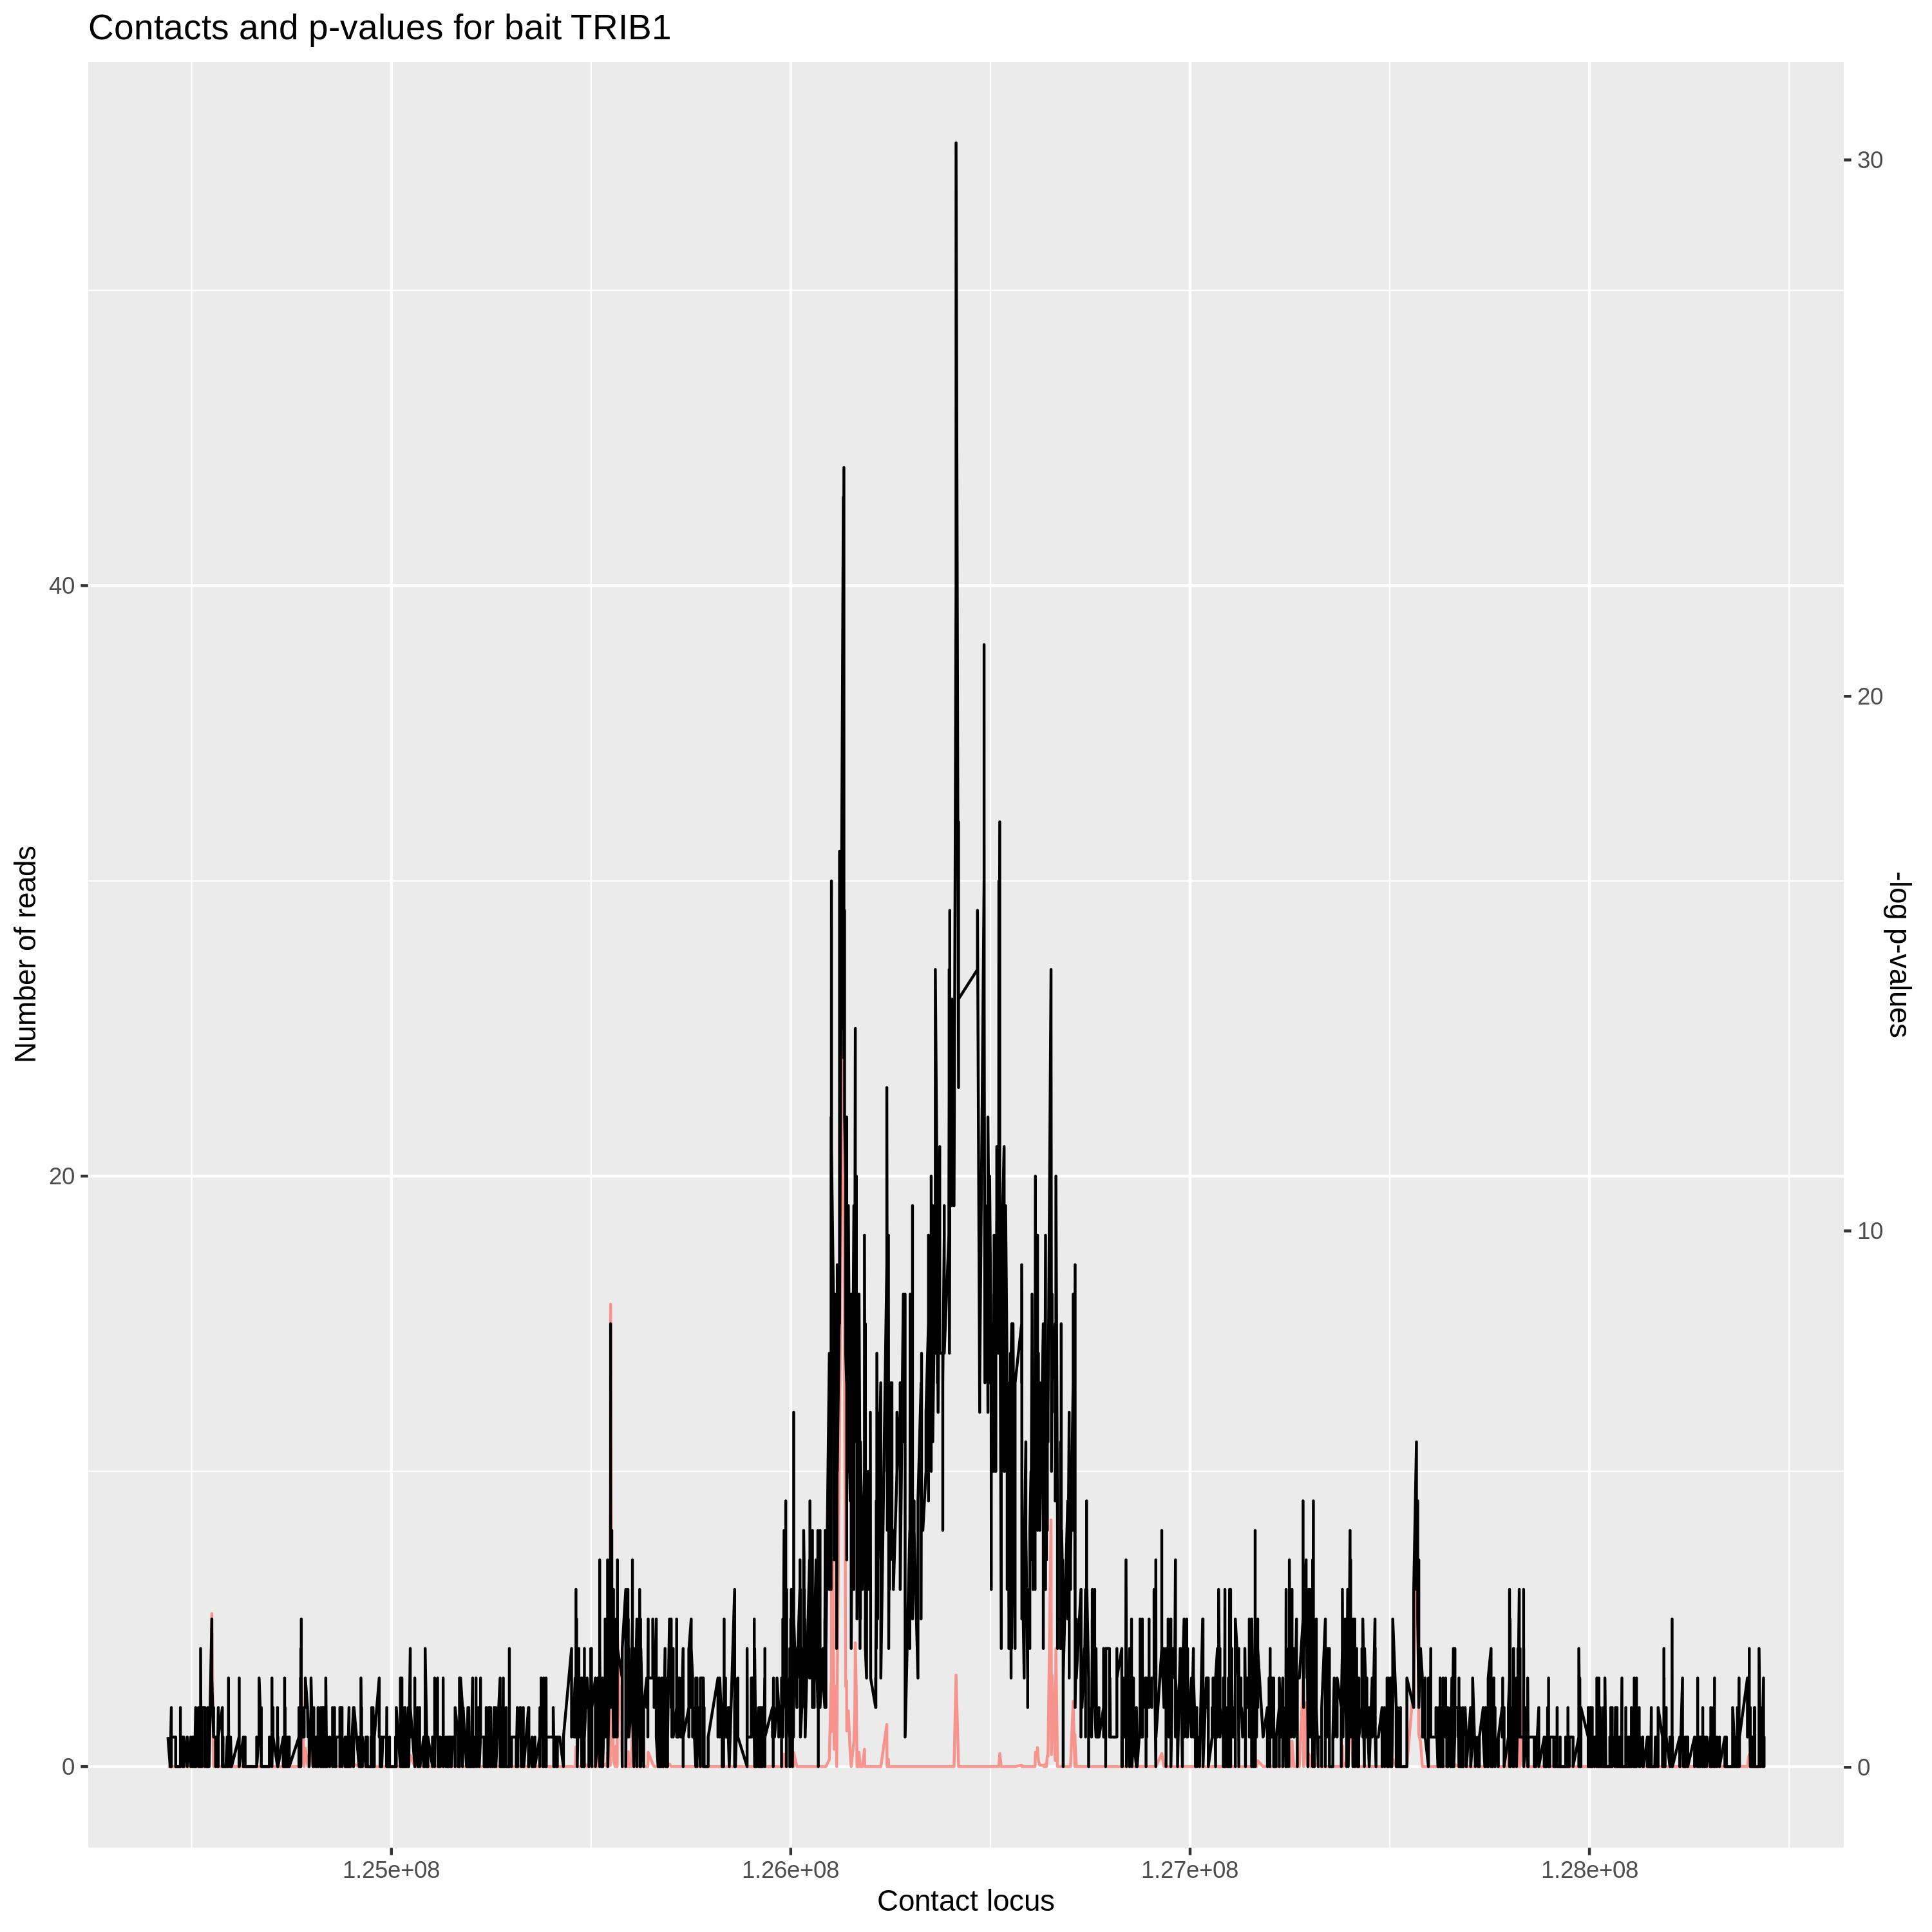 Contacts and p-values for bait TRIB1
Number of reads
40
20
0
30
20
10
0
-log p-values
1.25e+08
1.26e+08
1.27e+08
1.28e+08
Contact locus